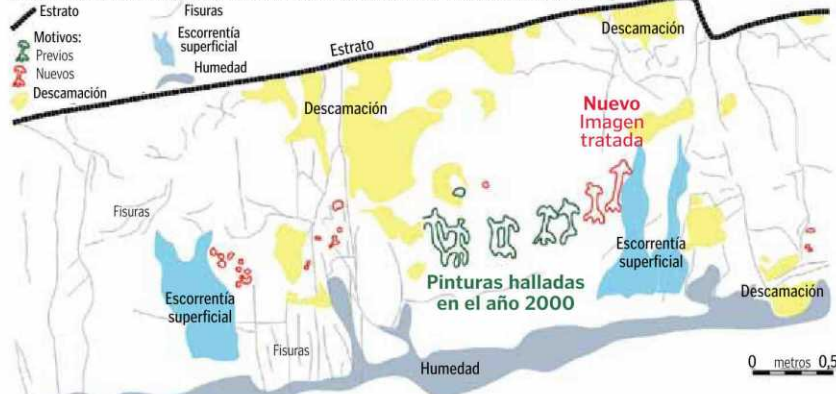 Estrato
Fisuras
Motivos:
Previos
Nuevos
Descamación
Escorrentía
superficial
Humedad
Estrato
Descamación
Descamación
Nuevo
Imagen
tratada
Fisuras
Escorrentía
superficial
Escorrentía
superficial
Pinturas halladas
en el año 2000
Descamación
Fisuras
Humedad
0 metros 0,5